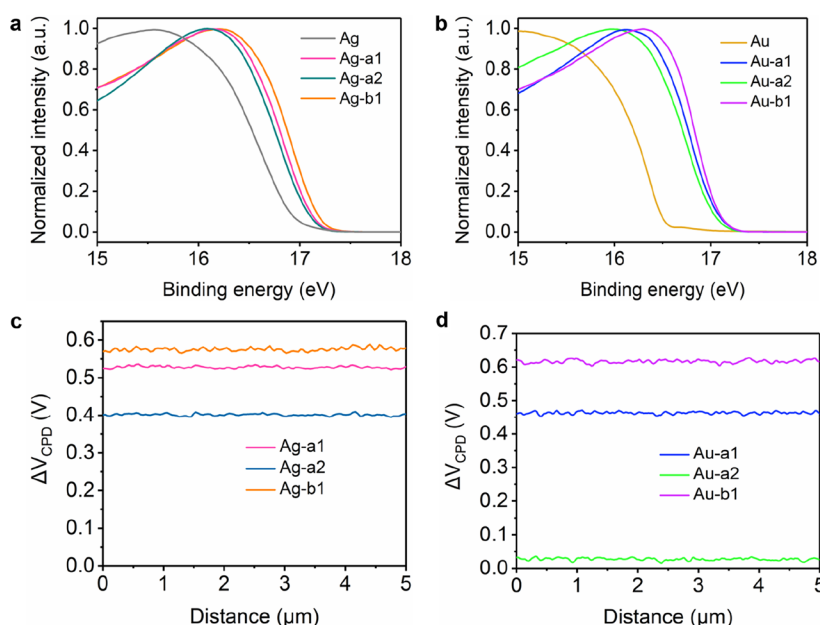 a
Normalized intensity (a.u.)
1.0
0.8
0.6
0.4
0.2
0.0
15 16 17 18
Binding energy (eV)
Ag
Ag-a1
Ag-a2
Ag-b1
b
Normalized intensity (a.u.)
1.0
0.8
0.6
0.4
0.2
0.0
15 16 17 18
Binding energy (eV)
Au
Au-a1
Au-a2
Au-b1
c
ΔV_CPD (V)
0.6
0.5
0.4
0.3
0.2
0.1
0.0
0 1 2 3 4 5
Distance (μm)
Ag-a1
Ag-a2
Ag-b1
d
ΔV_CPD (V)
0.7
0.6
0.5
0.4
0.3
0.2
0.1
0.0
0 1 2 3 4 5
Distance (μm)
Au-a1
Au-a2
Au-b1